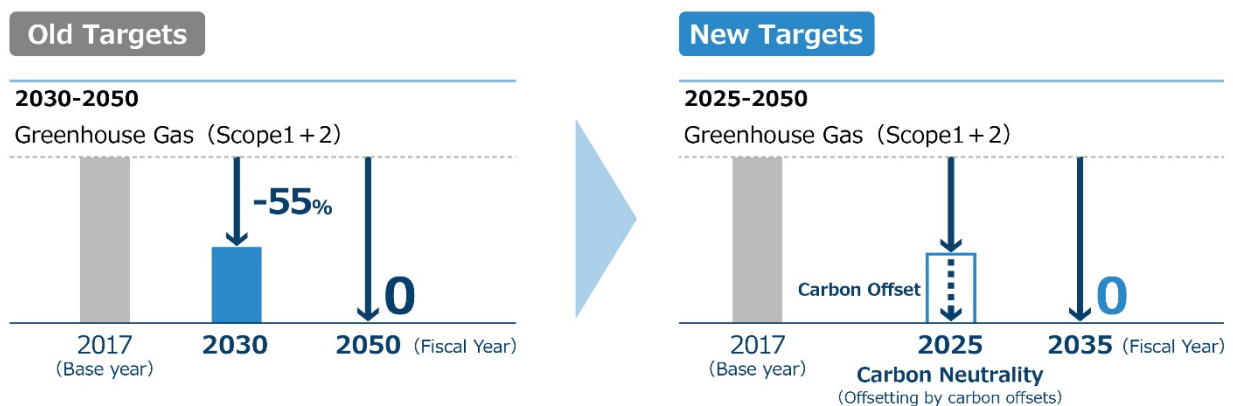 Old Targets
2030-2050
Greenhouse Gas（Scope1＋2）
-55%
0
2017
(Base year)
2030
2050 (Fiscal Year)
New Targets
2025-2050
Greenhouse Gas（Scope1＋2）
Carbon Offset
0
2017
(Base year)
2025
2035 (Fiscal Year)
Carbon Neutrality
(Offsetting by carbon offsets)